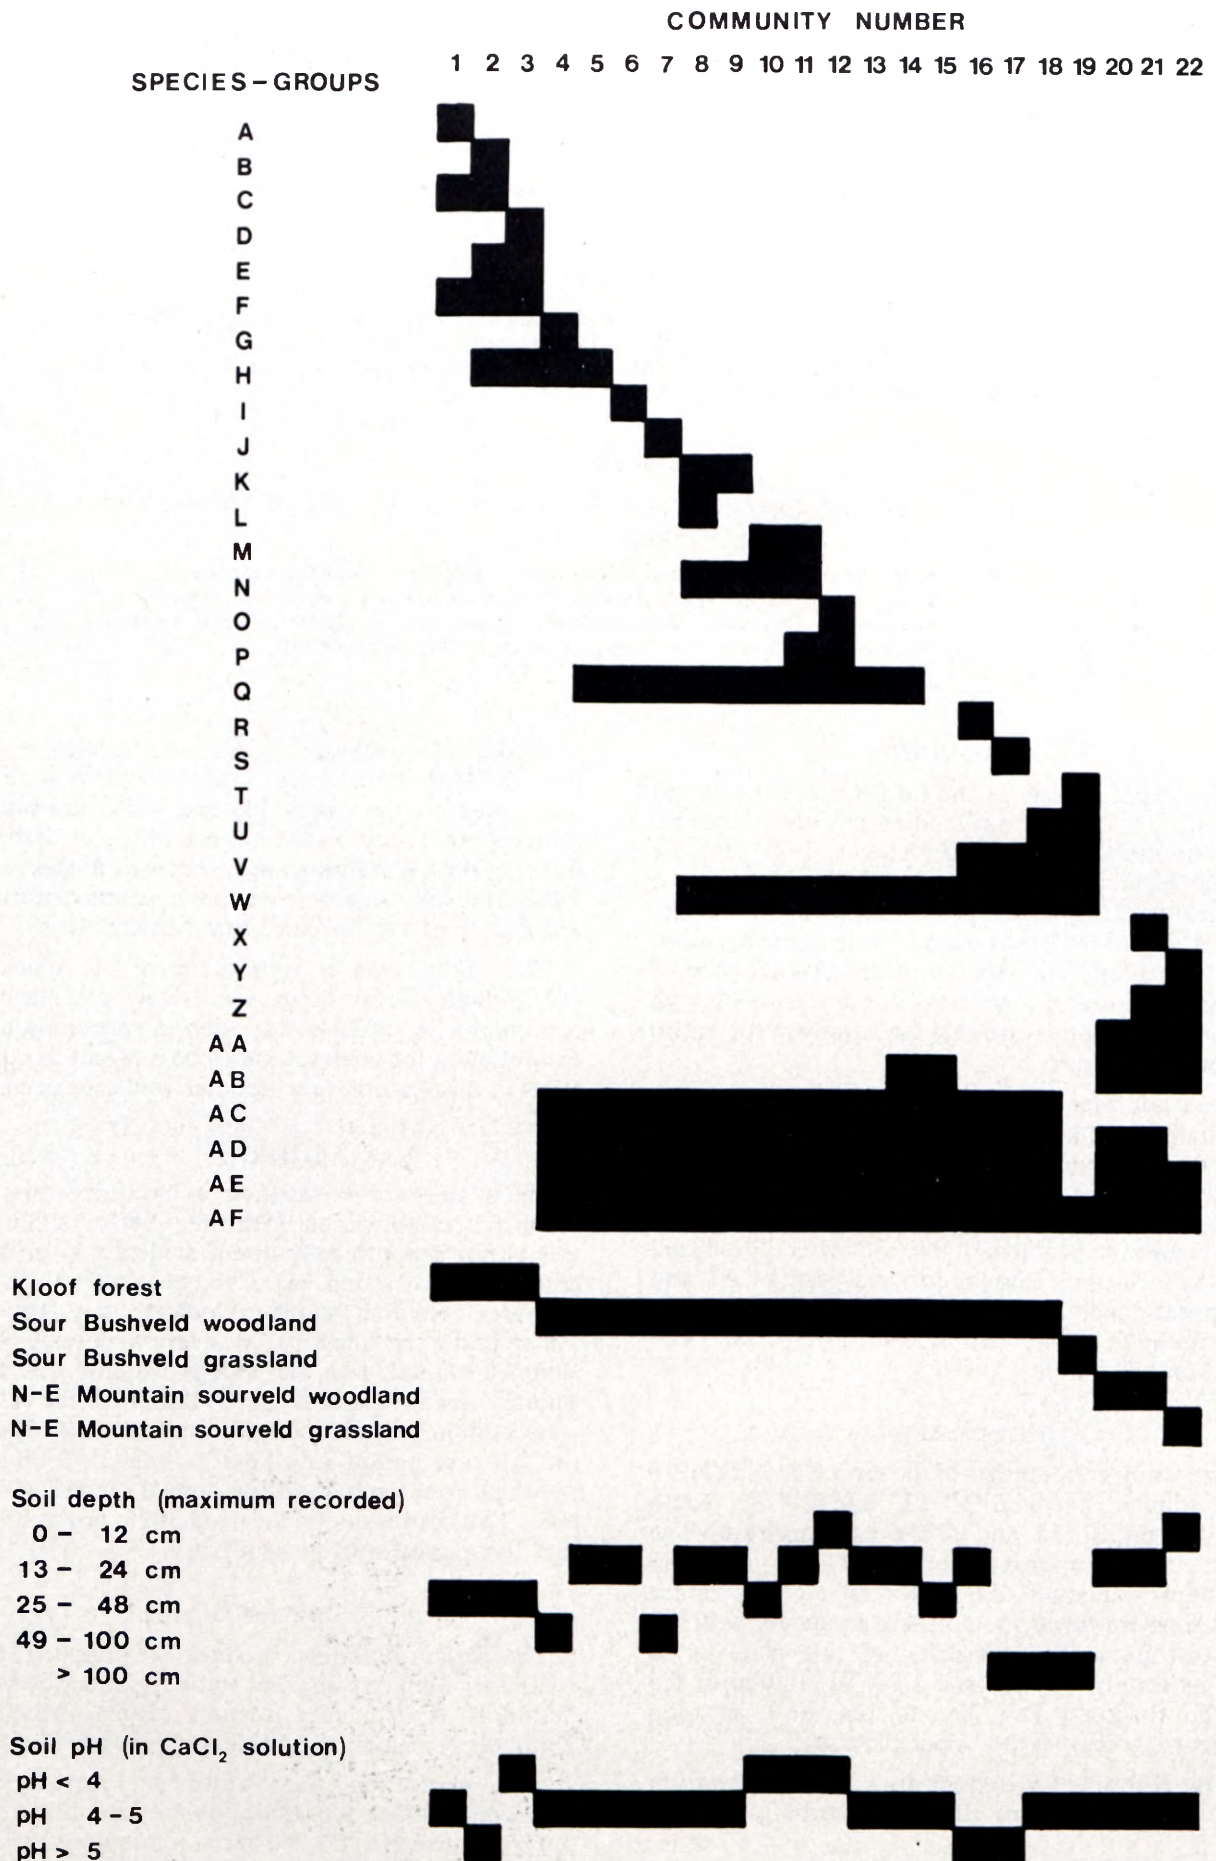 COMMUNITY NUMBER
1 2 3 4 5 6 7 8 9 10 11 12 13 14 15 16 17 18 19 20 21 22
SPECIES-GROUPS
A
B
C
D
E
F
G
H
I
J
K
L
M
N
O
P
Q
R
S
T
U
V
W
X
Y
Z
AA
AB
AC
AD
AE
AF
Kloof forest
Sour Bushveld woodland
Sour Bushveld grassland
N-E Mountain sourveld woodland
N-E Mountain sourveld grassland
Soil depth (maximum recorded)
0 - 12 cm
13 - 24 cm
25 - 48 cm
49 - 100 cm
> 100 cm
Soil pH (in CaCl₂ solution)
pH < 4
pH 4 - 5
pH > 5